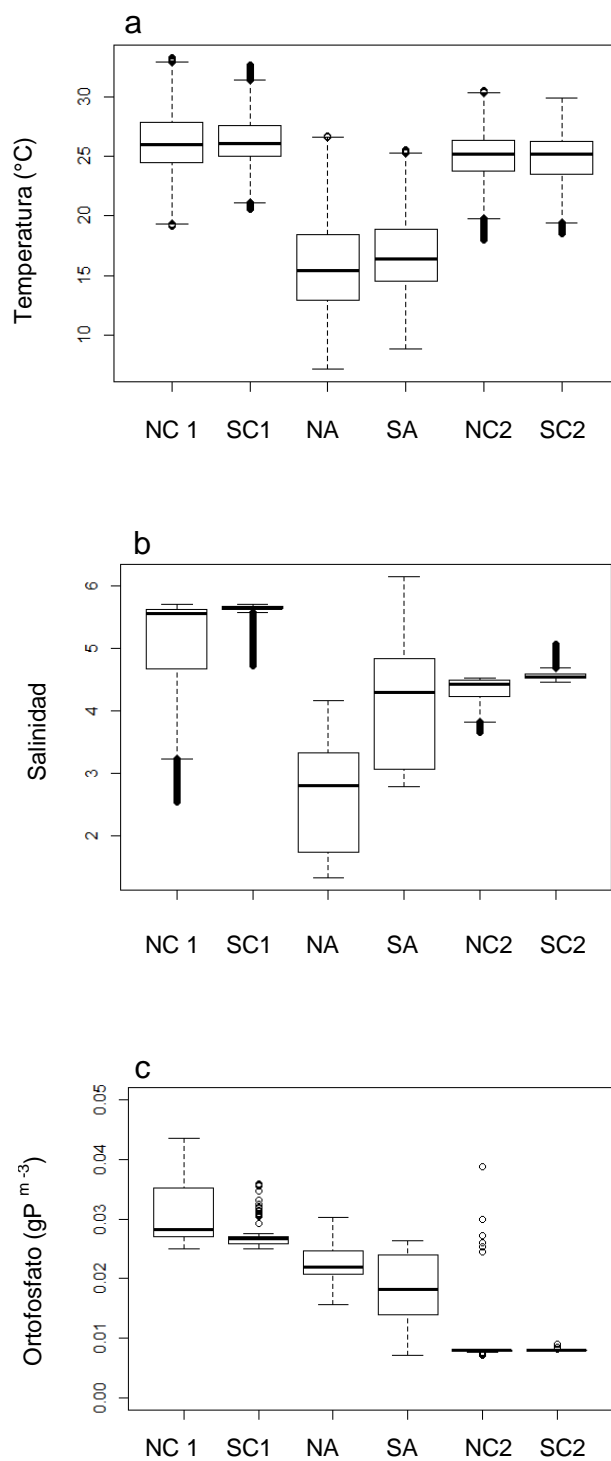 a
Temperatura (°C)
30
25
20
15
10
NC 1 SC1 NA SA NC2 SC2
b
Salinidad
6
5
4
3
2
NC 1 SC1 NA SA NC2 SC2
c
Ortofosfato (gP m -3)
0.05
0.04
0.03
0.02
0.01
0.00
NC 1 SC1 NA SA NC2 SC2